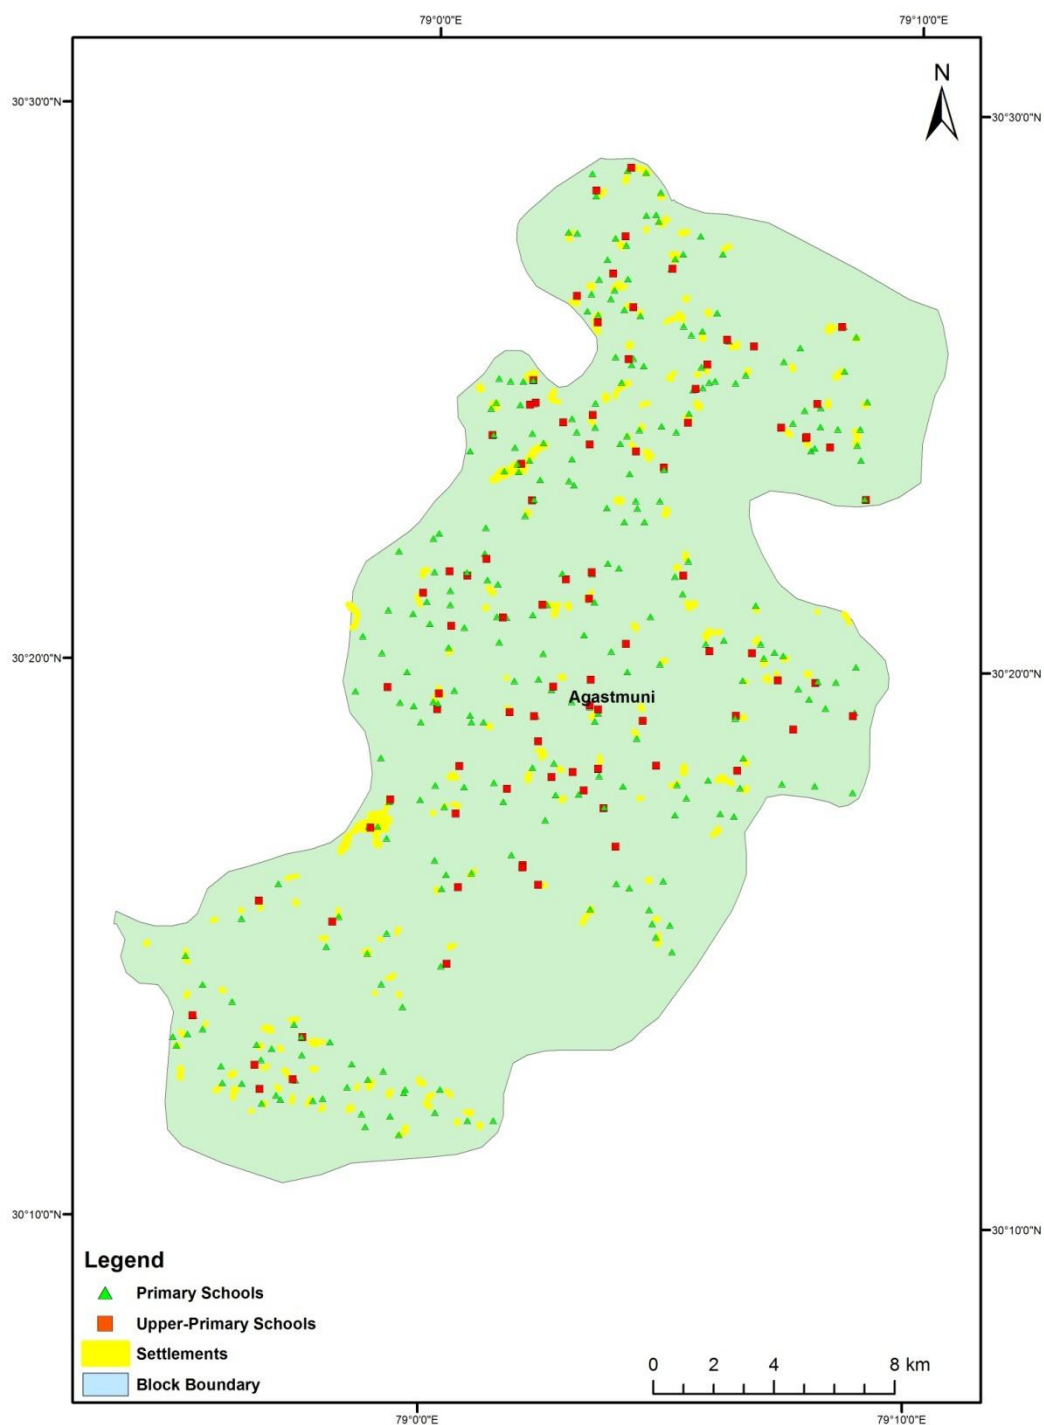 79°0'0"E
79°10'0"E
N
30°30'0"N
30°30'0"N
Agastmuni
30°20'0"N
30°20'0"N
30°10'0"N
30°10'0"N
Legend
Primary Schools
Upper-Primary Schools
Settlements
Block Boundary
0 2 4 8 km
79°0'0"E
79°10'0"E